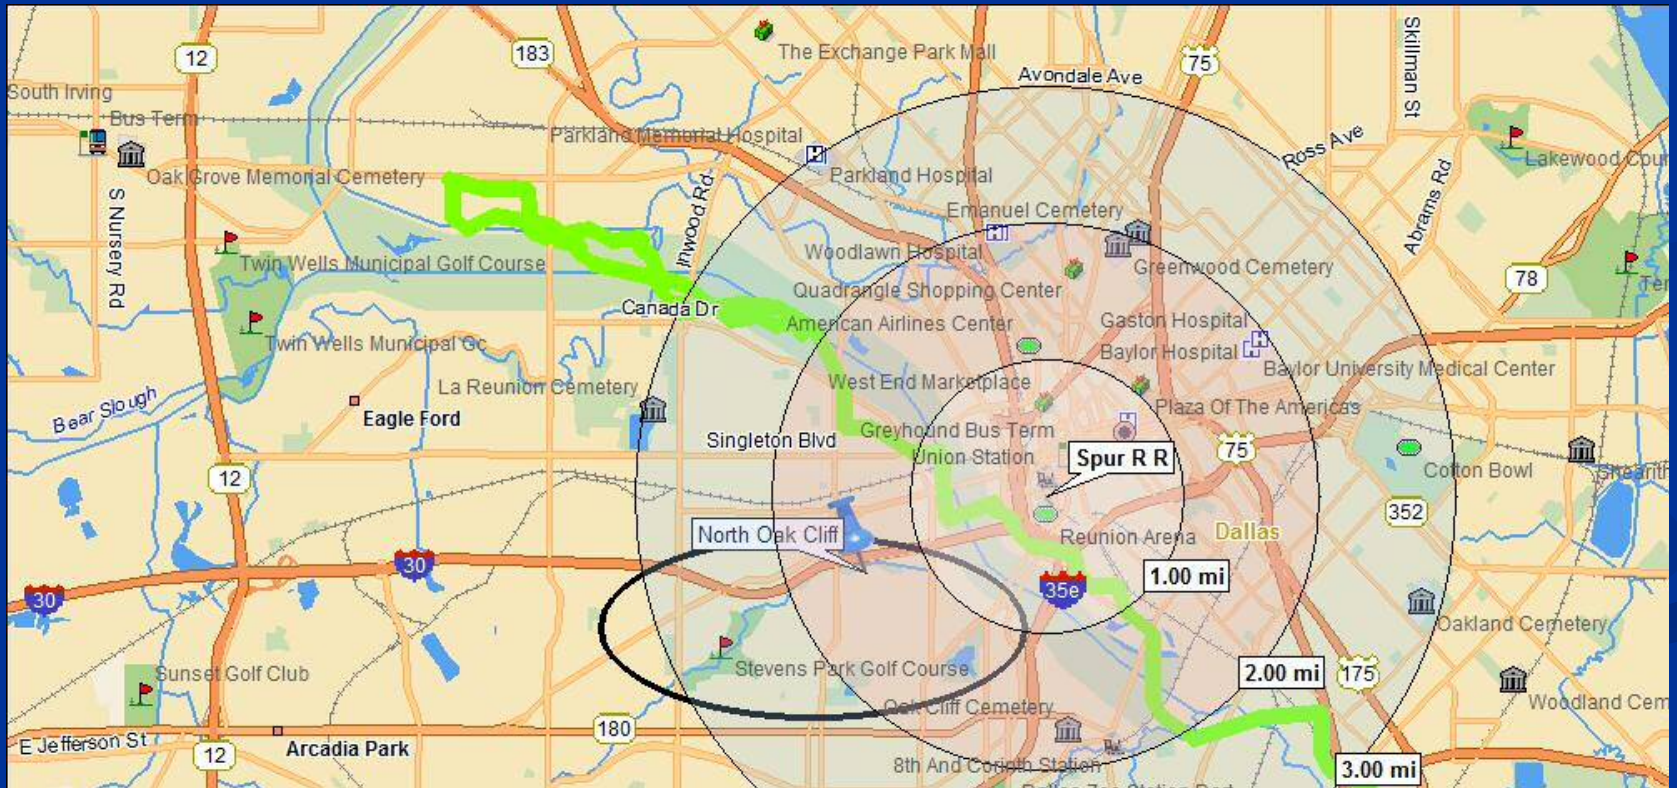 Skillman St
12
183
The Exchange Park Mall
75
Avondale Ave
South Irving
Bus Term
Parkland Memorial Hospital
Ross Ave
Lakewood Cour
Oak Grove Memorial Cemetery
Parkland Hospital
Abrams Rd
S Nursery Rd
Inwood Rd
Emanuel Cemetery
Woodlawn Hospital
Twin Wells Municipal Golf Course
Greenwood Cemetery
78
Ter
Quadrangle Shopping Center
Canada Dr
American Airlines Center
Gaston Hospital
Twin Wells Municipal Gc
Baylor Hospital
Baylor University Medical Center
La Reunion Cemetery
West End Marketplace
Bear Slough
Eagle Ford
Plaza Of The Americas
Singleton Blvd
Greyhound Bus Term
75
Union Station
Spur R R
Cotton Bowl
Shearith
12
352
North Oak Cliff
Reunion Arena
Dallas
30
30
35e
1.00 mi
Oakland Cemetery
Sunset Golf Club
Stevens Park Golf Course
2.00 mi
175
Woodland Cem
Oak Cliff Cemetery
180
E Jefferson St
12
Arcadia Park
8th And Corinth Station
3.00 mi